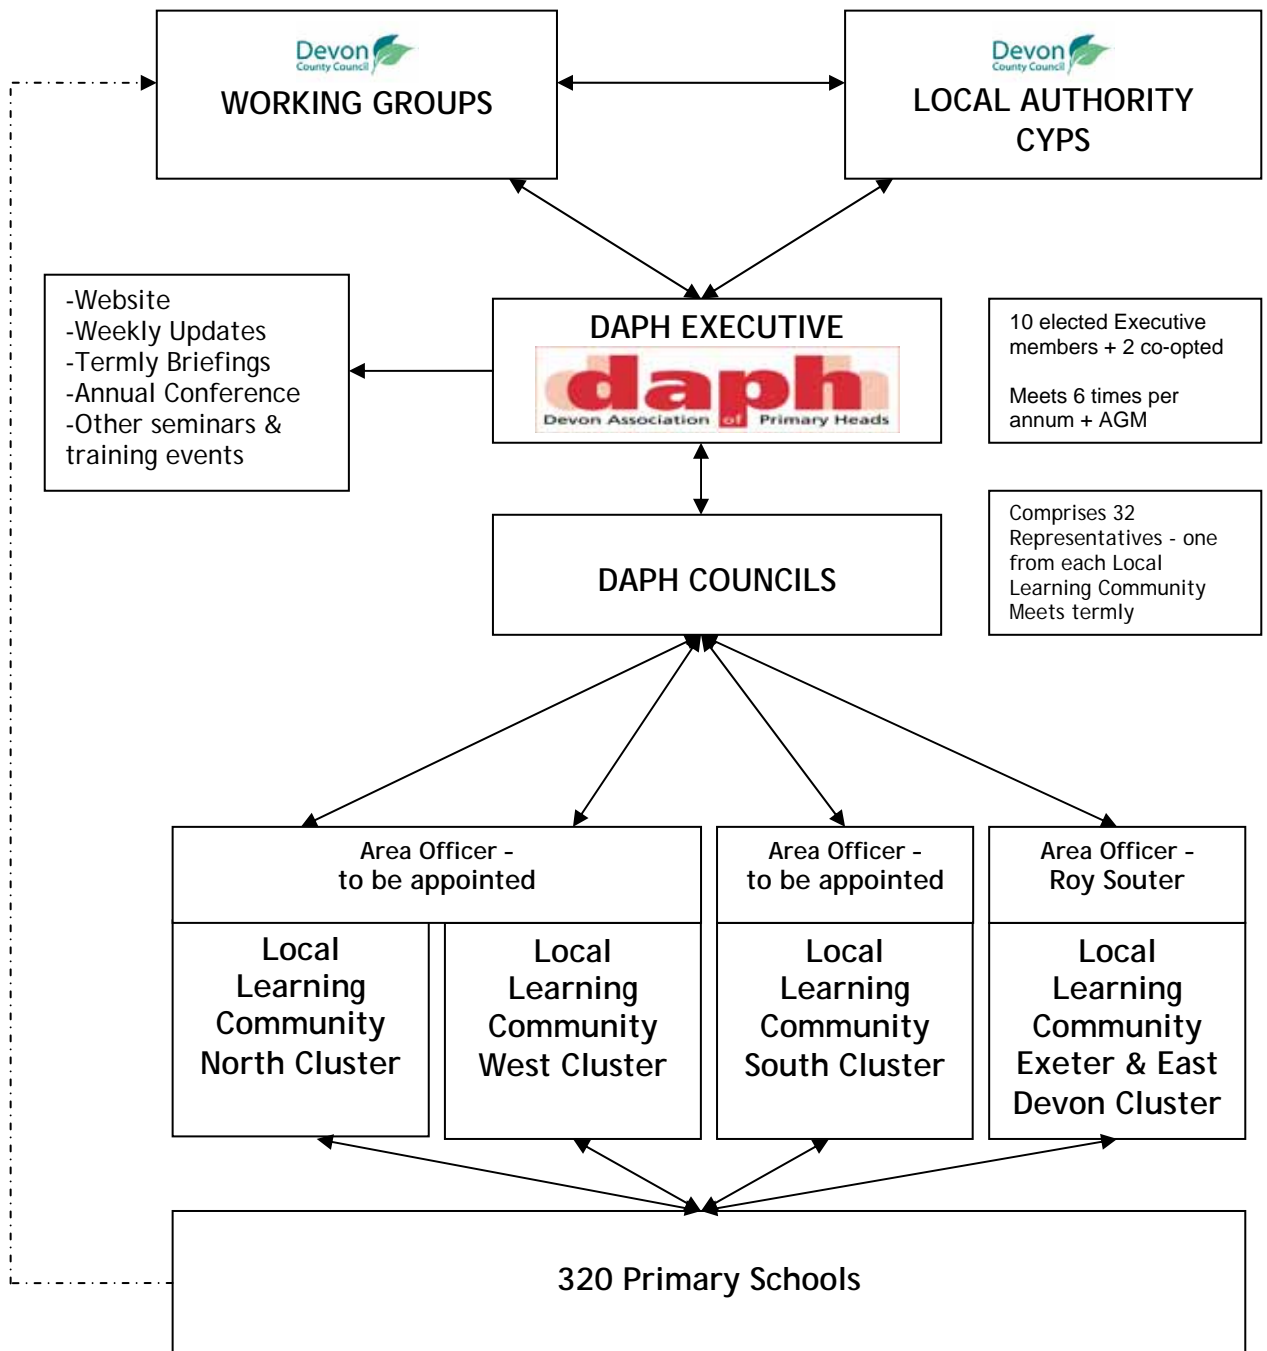 Devon
County Council
WORKING GROUPS
Devon
County Council
LOCAL AUTHORITY
CYPS
-Website
-Weekly Updates
-Termly Briefings
-Annual Conference
-Other seminars &
training events
DAPH EXECUTIVE
daph
Devon Association of Primary Heads
10 elected Executive
members + 2 co-opted
Meets 6 times per
annum + AGM
DAPH COUNCILS
Comprises 32
Representatives - one
from each Local
Learning Community
Meets termly
Area Officer -
to be appointed
Area Officer -
to be appointed
Area Officer -
Roy Souter
Local
Learning
Community
North Cluster
Local
Learning
Community
West Cluster
Local
Learning
Community
South Cluster
Local
Learning
Community
Exeter & East
Devon Cluster
320 Primary Schools